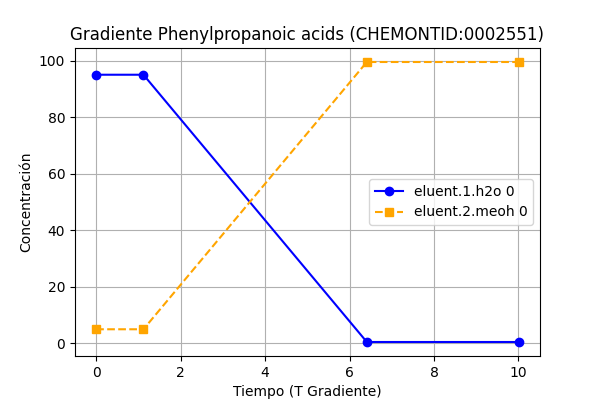 Gradiente Phenylpropanoic acids (CHEMONTID:0002551)
100
80
60
40
20
0
Concentración
eluent.1.h2o 0
eluent.2.meoh 0
0 2 4 6 8 10
Tiempo (T Gradiente)